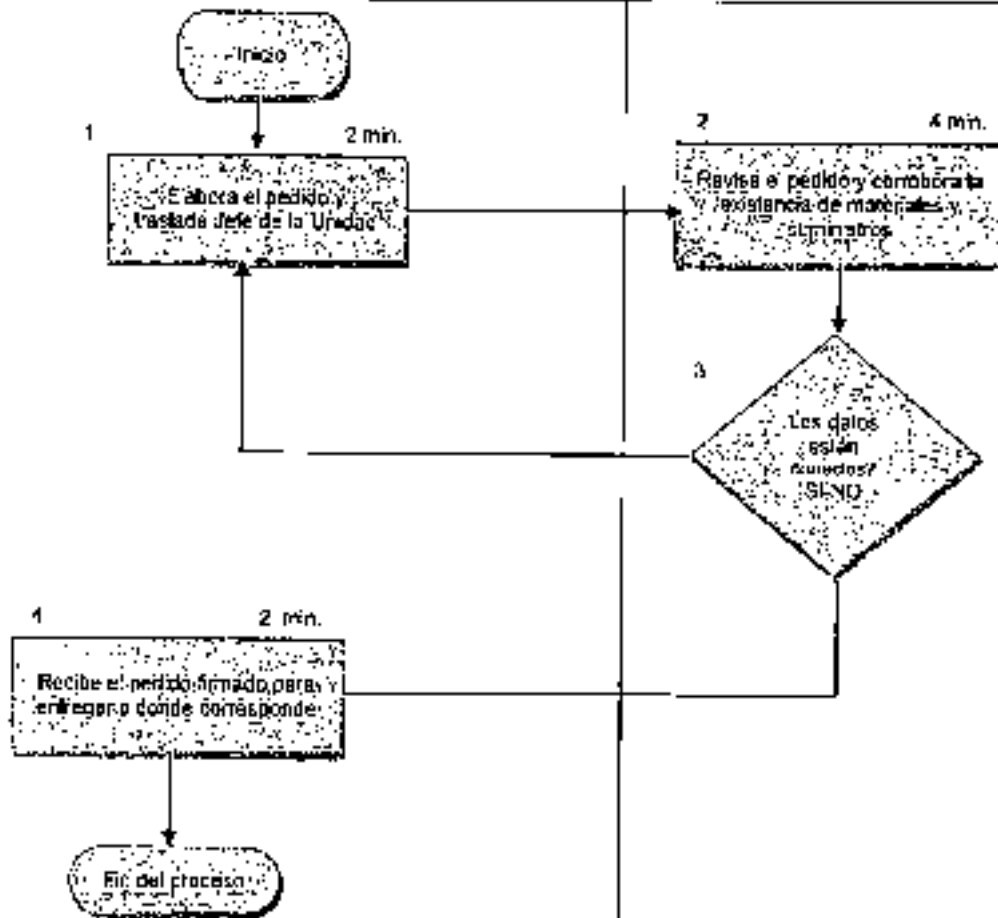 Inicio
1 2 min.
Elabora el pedido y
traslada Jefe de la Unidad
2 4 min.
Revisa el pedido y corrobora la
existencia de materiales y
suministros
3
Los datos
están
SI-NO
4 2 min.
Recibe el pedido firmado para
entregar a donde corresponde
Fin del proceso